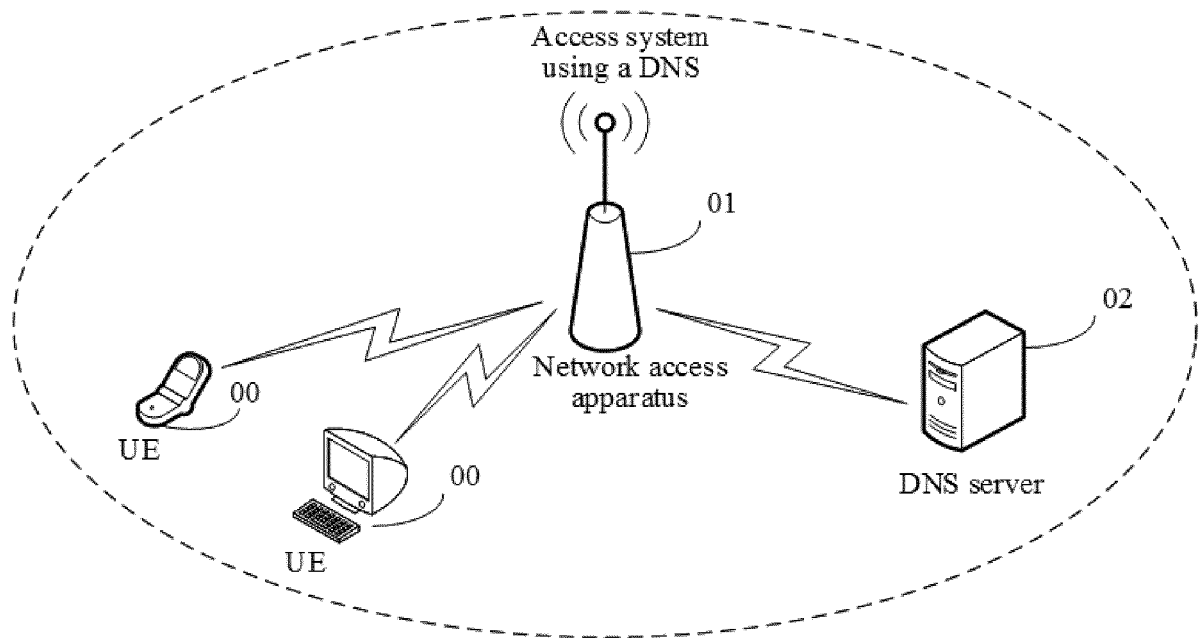 Access system
using a DNS
01
02
Network access
apparatus
00
UE
00
UE
DNS server